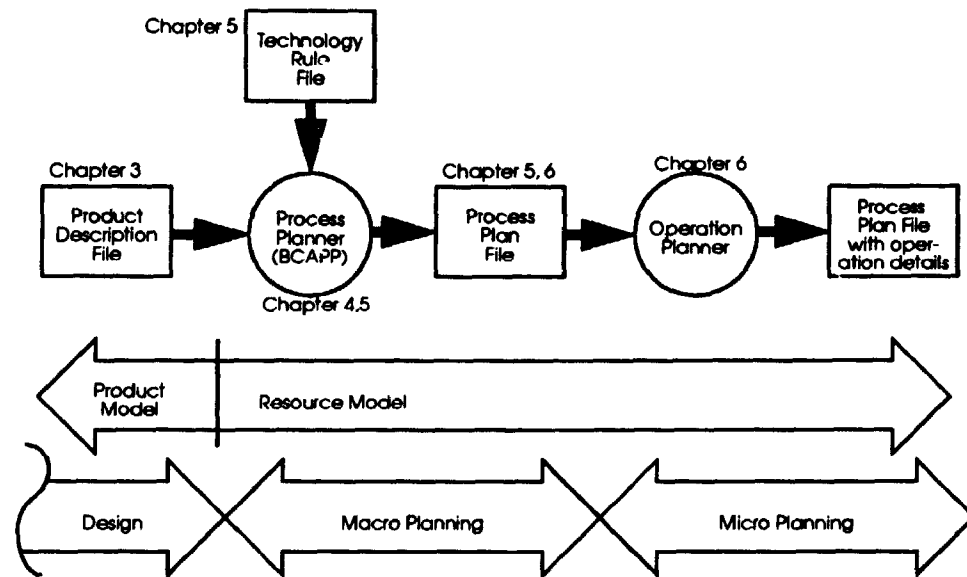 Chapter 5
Technology
Rule
File
Chapter 3
Product
Description
File
Process
Planner
(BCAPP)
Chapter 4,5
Chapter 5, 6
Process
Plan
File
Chapter 6
Operation
Planner
Process
Plan File
with oper-
ation details
Product
Model
Resource Model
Design
Macro Planning
Micro Planning